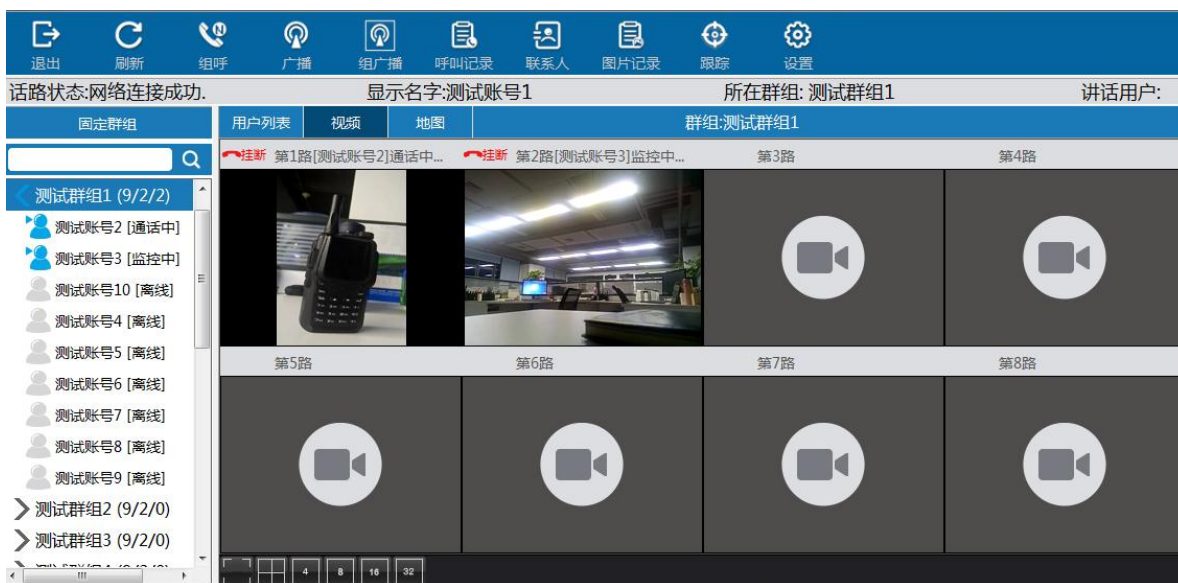 退出 刷新 组呼 广播 组广播 呼叫记录 联系人 图片记录 跟踪 设置
话路状态:网络连接成功. 显示名字:测试账号1 所在群组: 测试群组1 讲话用户:
固定群组 用户列表 视频 地图 群组:测试群组1
挂断 第1路[测试账号2]通话中... 挂断 第2路[测试账号3]监控中... 第3路 第4路
测试群组1 (9/2/2)
测试账号2 [通话中]
测试账号3 [监控中]
测试账号10 [离线]
测试账号4 [离线]
测试账号5 [离线]
第5路 第6路 第7路 第8路
测试账号6 [离线]
测试账号7 [离线]
测试账号8 [离线]
测试账号9 [离线]
测试群组2 (9/2/0)
测试群组3 (9/2/0)
4 8 16 32